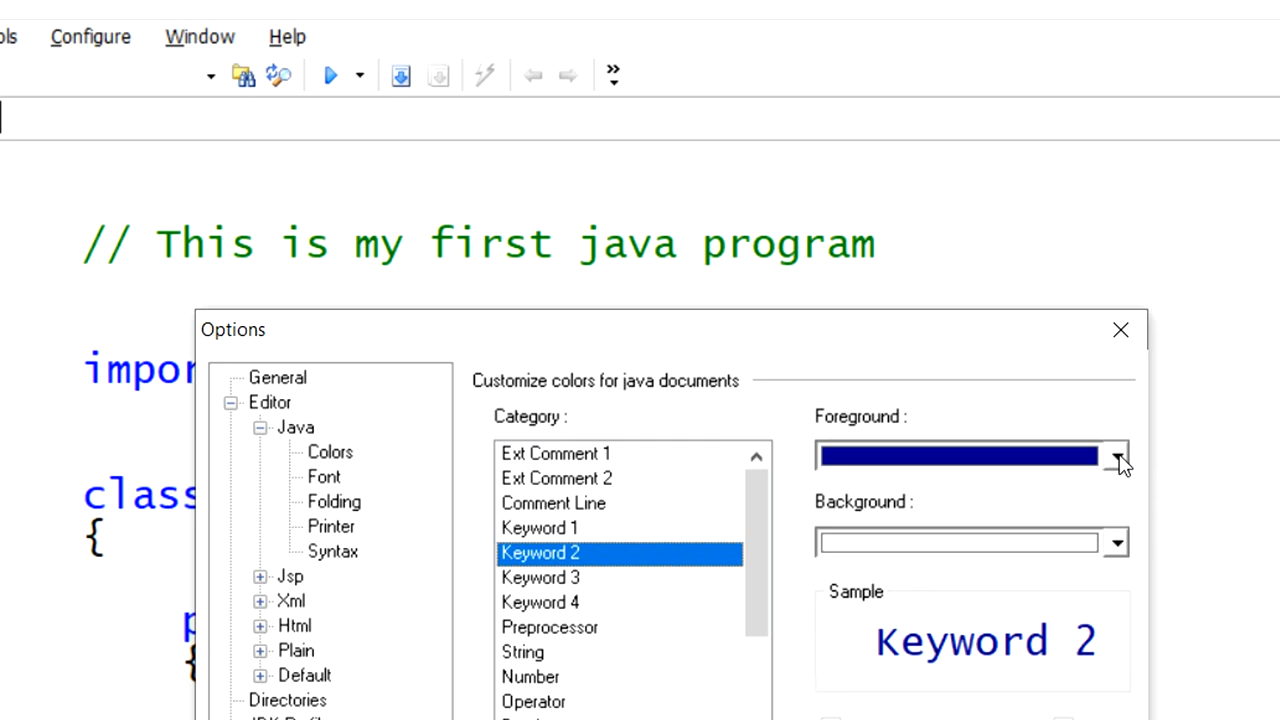 ols Configure Window Help
// This is my first java program
impor
class
{
p
{
Options
General
Editor
Java
Colors
Font
Folding
Printer
Syntax
Jsp
Xml
Html
Plain
Default
Directories
Customize colors for java documents
Category :
Ext Comment 1
Ext Comment 2
Comment Line
Keyword 1
Keyword 2
Keyword 3
Keyword 4
Preprocessor
String
Number
Operator
Foreground :
Background :
Sample
Keyword 2